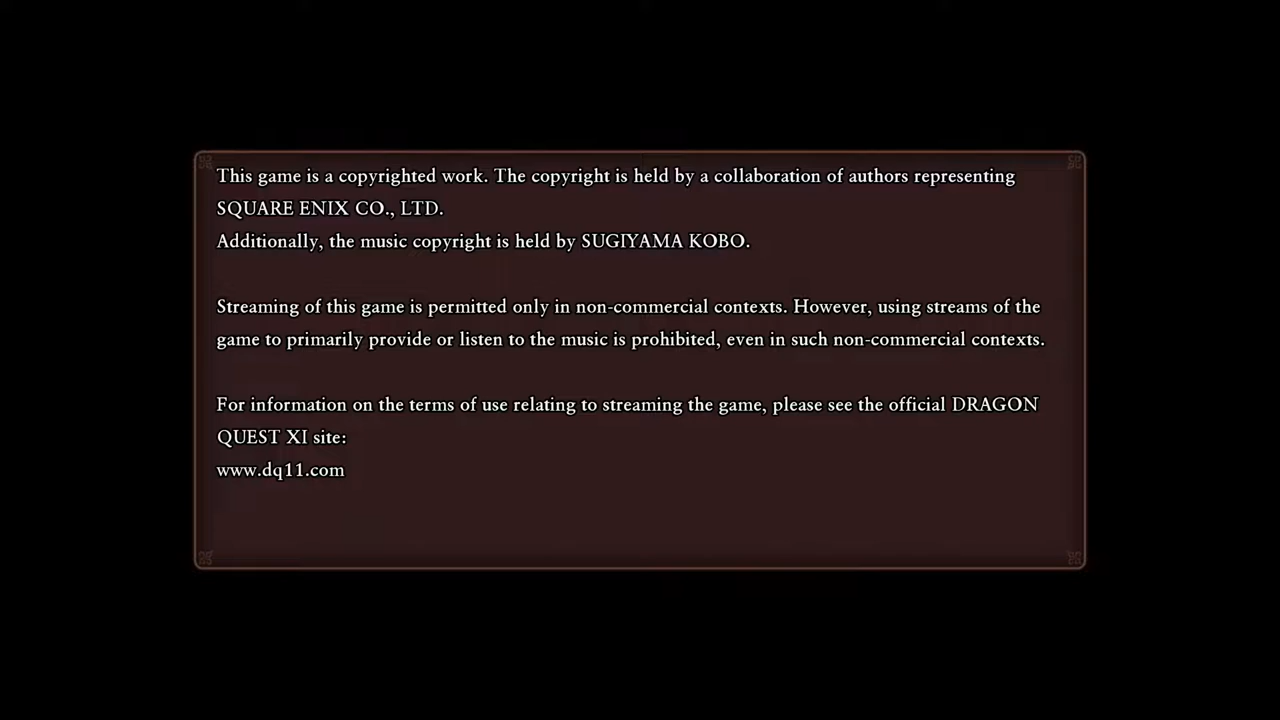 This game is a copyrighted work. The copyright is held by a collaboration of authors representing
SQUARE ENIX CO., LTD.
Additionally, the music copyright is held by SUGIYAMA KOBO.
Streaming of this game is permitted only in non-commercial contexts. However, using streams of the
game to primarily provide or listen to the music is prohibited, even in such non-commercial contexts.
For information on the terms of use relating to streaming the game, please see the official DRAGON
QUEST XI site:
www.dq11.com